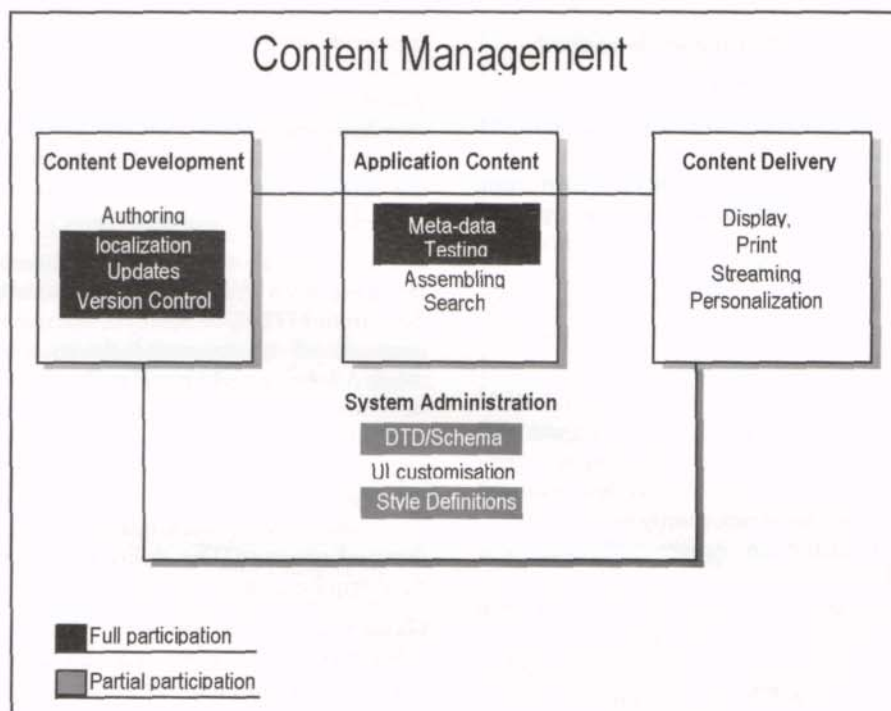 Content Management
Content Development
Authoring
localization
Updates
Version Control
Application Content
Meta-data
Testing
Assembling
Search
Content Delivery
Display,
Print
Streaming
Personalization
System Administration
DTD/Schema
UI customisation
Style Definitions
Full participation
Partial participation